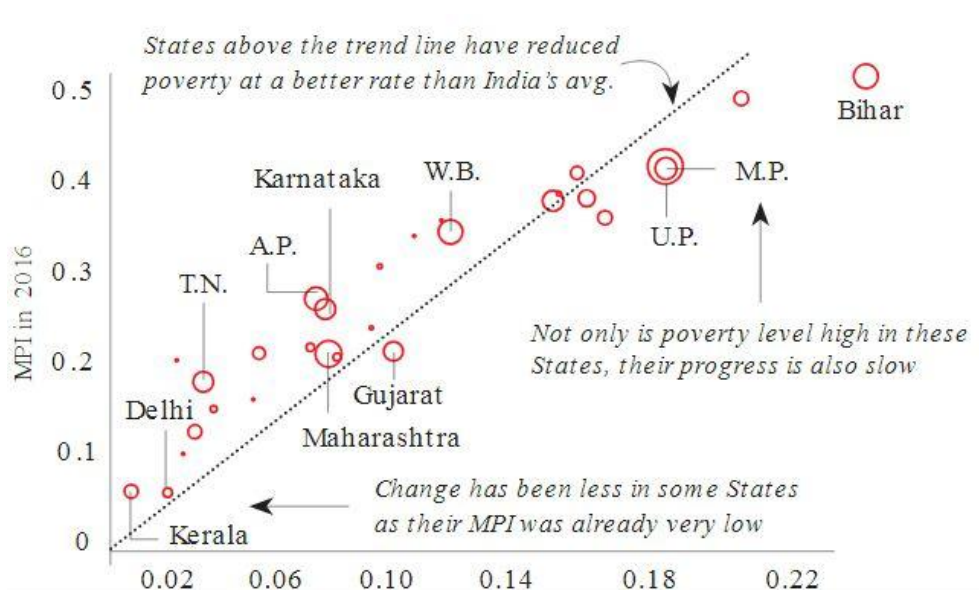 States above the trend line have reduced
poverty at a better rate than India's avg.
0.5
Bihar
0.4
Karnataka
W.B.
M.P.
A.P.
U.P.
0.3
T.N.
MPI in 2016
Not only is poverty level high in these
States, their progress is also slow
0.2
Gujarat
Delhi
Maharashtra
0.1
Change has been less in some States
as their MPI was already very low
0
Kerala
0.02 0.06 0.10 0.14 0.18 0.22